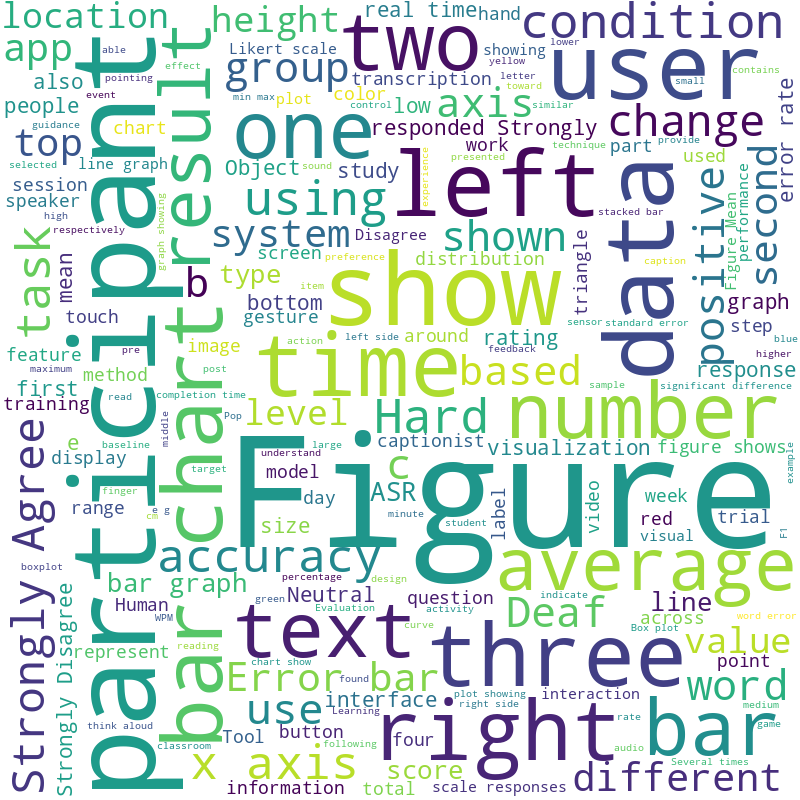 location
height
real time
hand
condition
app
able
pointing
effect
Likert scale
two
showing
lower
yellow
user
also
event
group
transcription
letter
toward
small
contains
people
min max
plot
color
control
similar
guidance
participant
result
one
low
axis
change
top
chart
responded Strongly
work
technique
provide
error rate
selected
line graph
Object
study
sound
experience
presented
part
used
session
high
speaker
respectively
graph showing
using
left
stacked bar
data
positive
Figure Mean
performance
second
task
mean
system
Disagree
shown
screen
preference
distribution
triangle
caption
b
type
show
item
sensor
touch
bottom
gesture
standard error
graph
feature
maximum
pre
image
action
left side
around
rating
feedback
step
blue
higher
response
first
method
post
time
based
sample
significant difference
training
read
completion time
level
Hard
number
Strongly Agree
e
baseline
middle
Pop
captionist
visualization
figure shows
display
target
large
understand
c
model
example
range
finger
cm
e g
day
ASR
minute
student
label
video
week
red
visual
trial
F1
boxplot
bar chart
size
Figure
accuracy
percentage
design
average
Strongly Disagree
bar graph
Human
WPM
green
Evaluation
Neutral
question
activity
indicate
Deaf
across
line
word error
represent
reading
text
curve
three
Box plot
value
point
chart show
found
Error bar
plot showing
right side
interaction
word
think aloud
Learning
use
interface
medium
rate
game
classroom
Tool
button
following
four
right
audio
Several times
bar
x axis
information
total
score
scale responses
different